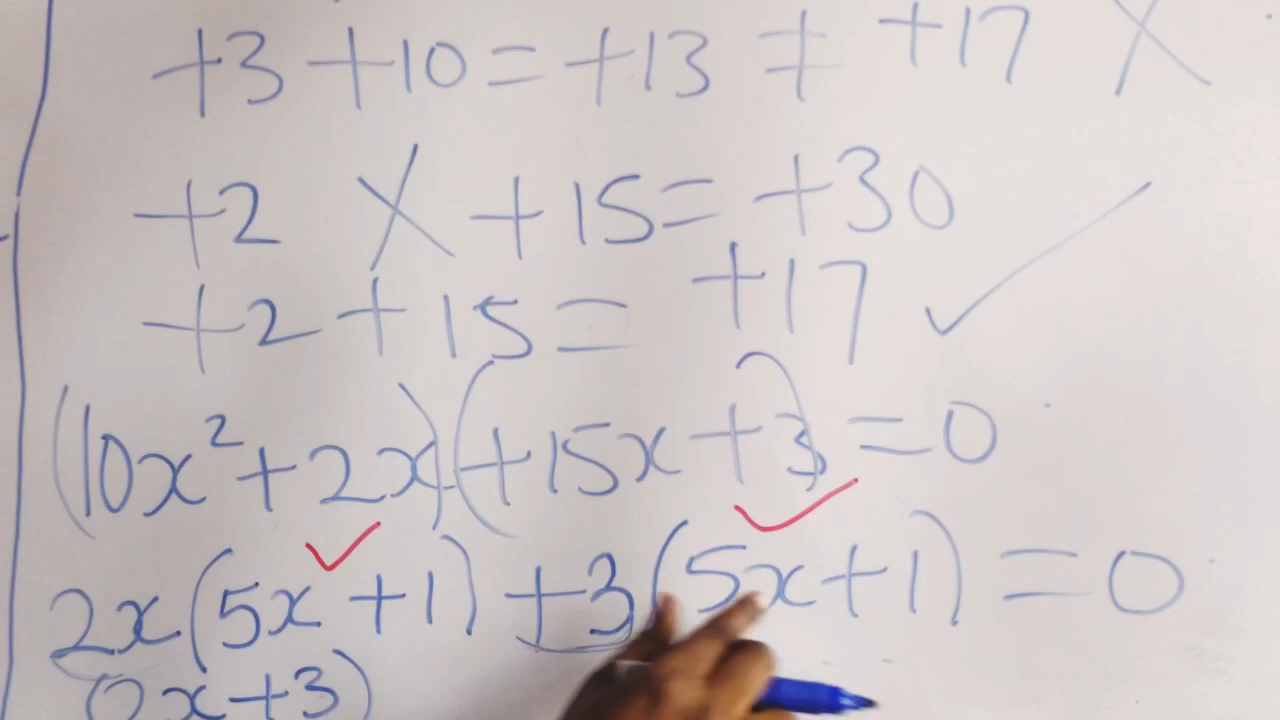 +3 +10 = +13 ≠ +17 X
+2 X +15 = +30
+2 +15 = +17 ✓
(10x² + 2x) (+15x + 3) = 0
2x(5x + 1) +3(5x + 1) = 0
(2x + 3)